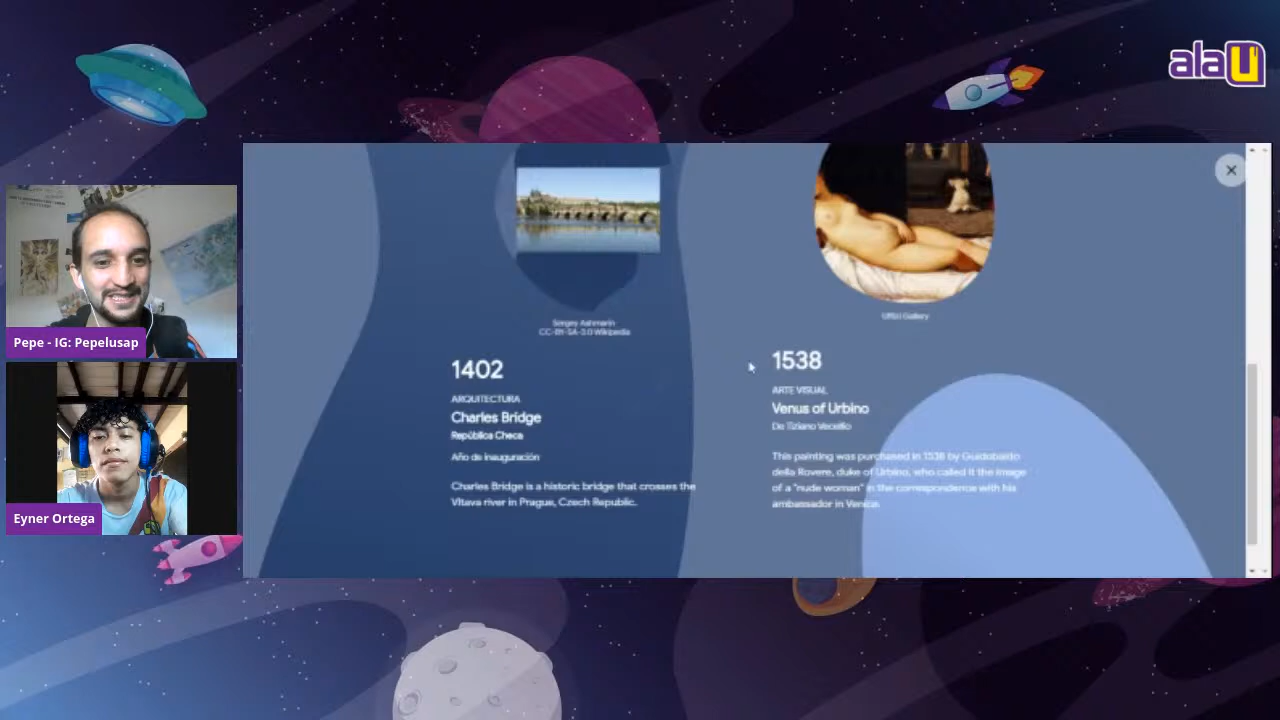 alaU
Pepe - IG: Pepelusap
Eyner Ortega
Sergey Ashmarin
CC-BY-SA-3.0 Wikipedia
1402
ARQUITECTURA
Charles Bridge
República Checa
Año de inauguración
Charles Bridge is a historic bridge that crosses the
Vltava river in Prague, Czech Republic.
Uffizi Gallery
1538
ARTE VISUAL
Venus of Urbino
De Tiziano Vecellio
This painting was purchased in 1538 by Guidobaldo
della Rovere, duke of Urbino, who called it the image
of a "nude woman" in the correspondence with his
ambassador in Venice.